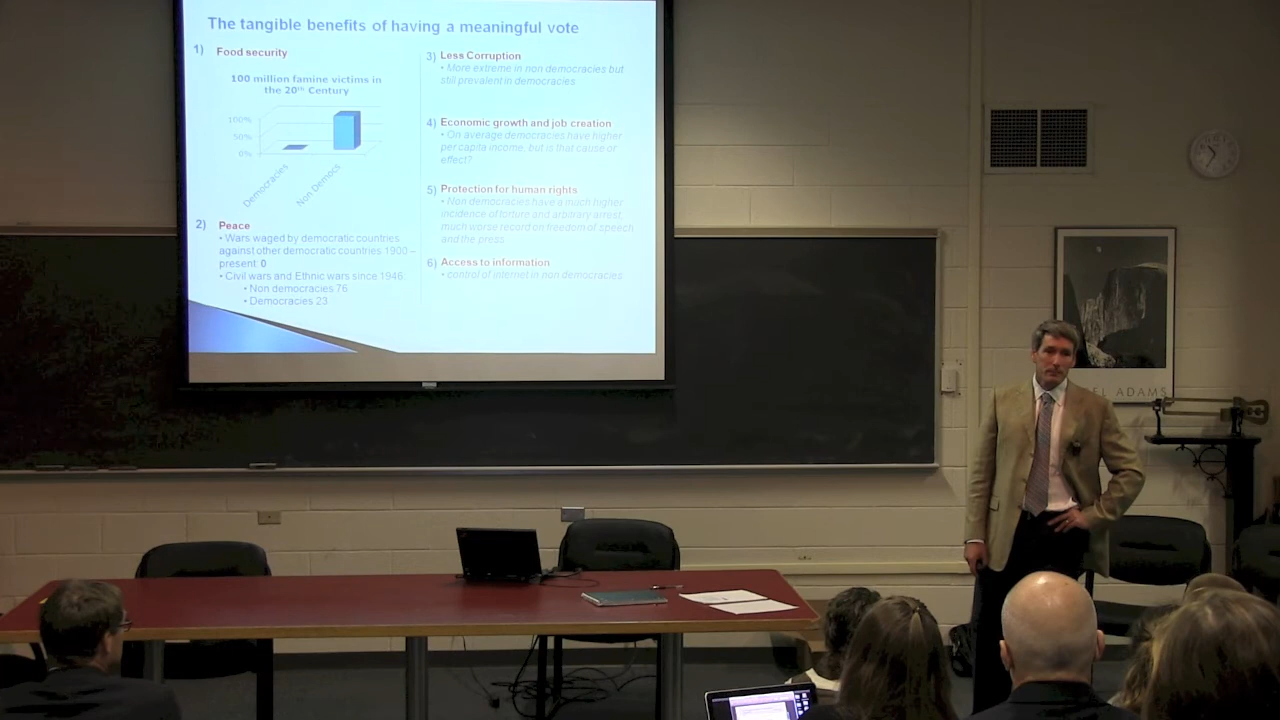 The tangible benefits of having a meaningful vote
1) Food security
100 million famine victims in
the 20th Century
100%
50%
0%
Democracies
Non Democs
2) Peace
• Wars waged by democratic countries
against other democratic countries 1900 –
present: 0
• Civil wars and Ethnic wars since 1946:
• Non democracies 76
• Democracies 23
3) Less Corruption
• More extreme in non democracies but
still prevalent in democracies
4) Economic growth and job creation
• On average democracies have higher
per capita income, but is that cause or
effect?
5) Protection for human rights
• Non democracies have a much higher
incidence of torture and arbitrary arrest,
much worse record on freedom of speech
and the press
6) Access to information
• control of internet in non democracies
EL ADAMS